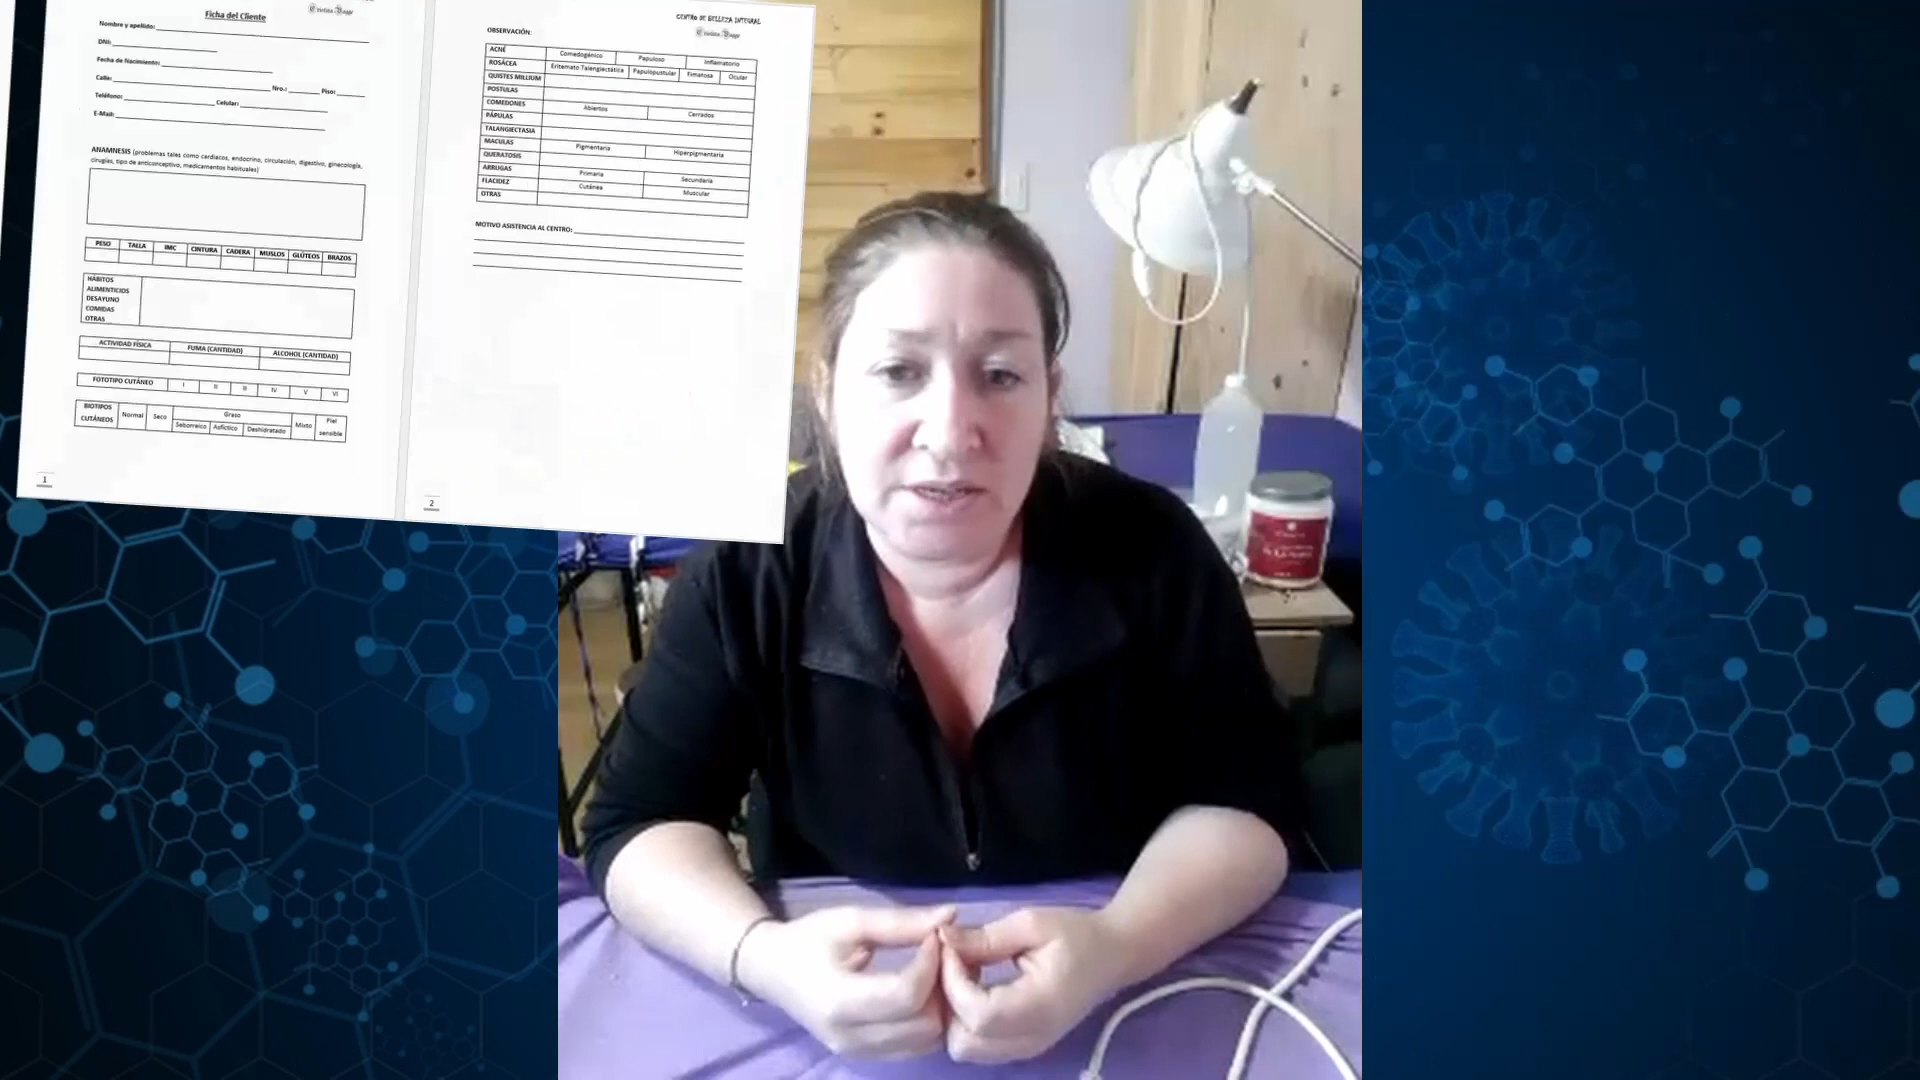 Ficha del Cliente
Nombre y apellido:
DNI:
Fecha de Nacimiento:
Calle: Nro.: Piso:
Teléfono: Celular:
E-Mail:
ANAMNESIS (problemas tales como cardíacos, endocrino, circulación, digestivo, ginecología,
cirugías, tipo de anticonceptivo, medicamentos habituales)
PESO TALLA IMC CINTURA CADERA MUSLOS GLÚTEOS BRAZOS
HÁBITOS
ALIMENTICIOS
DESAYUNO
COMIDAS
OTRAS
ACTIVIDAD FÍSICA FUMA (CANTIDAD) ALCOHOL (CANTIDAD)
FOTOTIPO CUTÁNEO I II III IV V VI
BIOTIPOS
CUTÁNEOS
Normal Seco Graso Mixto Piel
sensible
Seborreico Asfíctico Deshidratado
1
CENTRO DE BELLEZA INTEGRAL
OBSERVACIÓN:
ACNÉ Comedogénico Papuloso Inflamatorio
ROSÁCEA Eritemato Talangiectática Papulopustular Fimatosa Ocular
QUISTES MILLIUM
POSTULAS
COMEDONES Abiertos Cerrados
PÁPULAS
TALANGIECTASIA
MACULAS Pigmentaria Hiperpigmentaria
QUERATOSIS
ARRUGAS Primaria Secundaria
FLACIDEZ Cutánea Muscular
OTRAS
MOTIVO ASISTENCIA AL CENTRO:
2